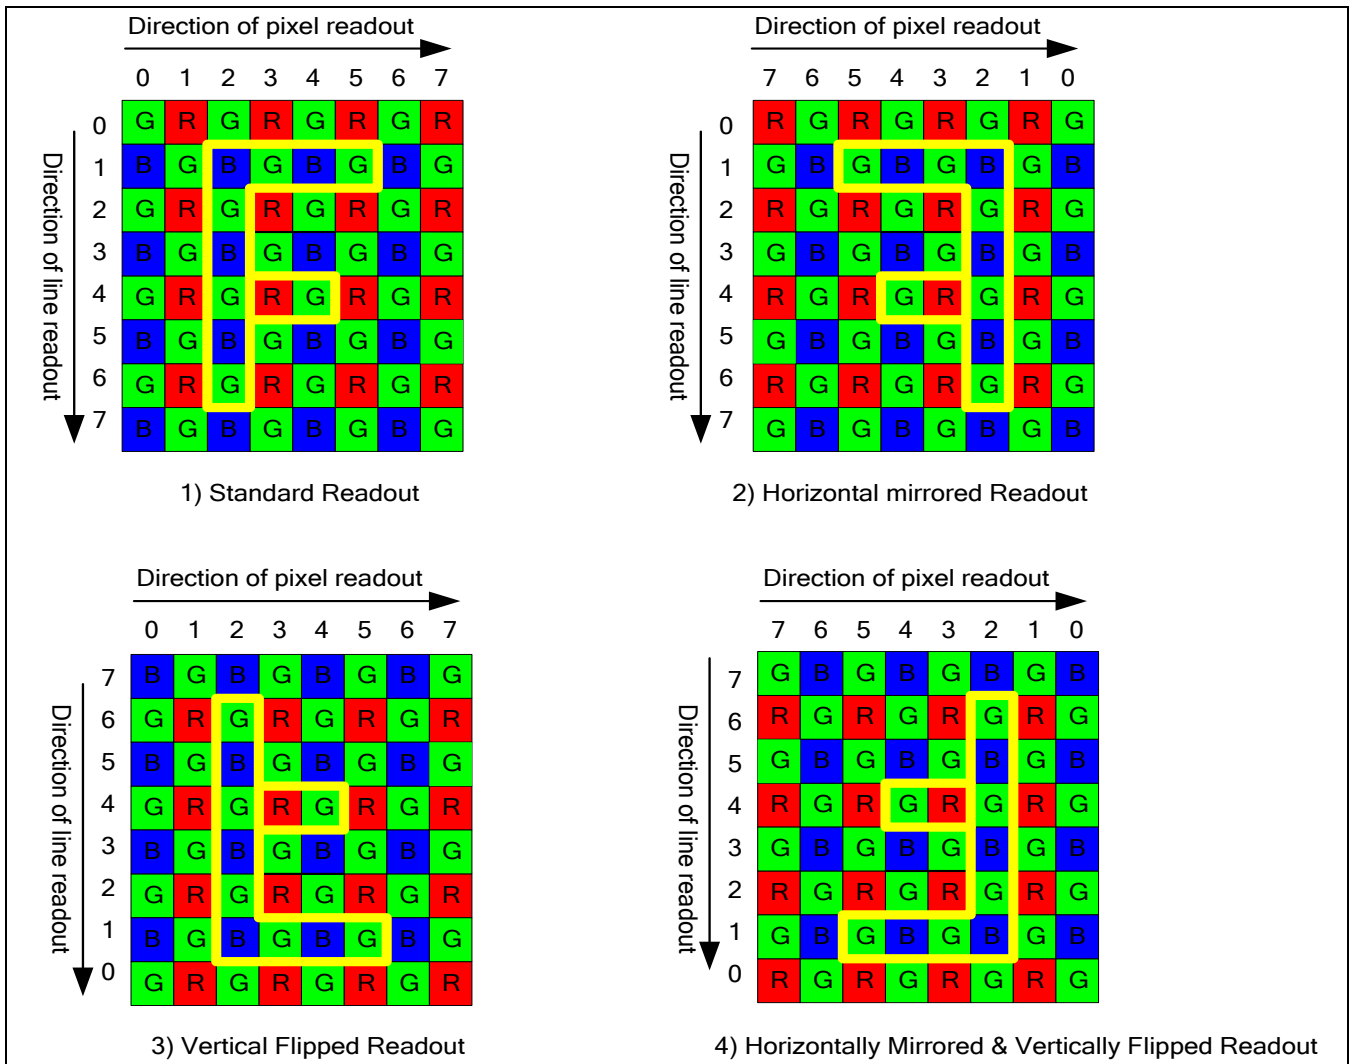 Direction of pixel readout
0 1 2 3 4 5 6 7
Direction of line readout
0 G R G R G R G R
1 B G B G B G B G
2 G R G R G R G R
3 B G B G B G B G
4 G R G R G R G R
5 B G B G B G B G
6 G R G R G R G R
7 B G B G B G B G
1) Standard Readout
Direction of pixel readout
7 6 5 4 3 2 1 0
Direction of line readout
0 R G R G R G R G
1 G B G B G B G B
2 R G R G R G R G
3 G B G B G B G B
4 R G R G R G R G
5 G B G B G B G B
6 R G R G R G R G
7 G B G B G B G B
2) Horizontal mirrored Readout
Direction of pixel readout
0 1 2 3 4 5 6 7
Direction of line readout
7 B G B G B G B G
6 G R G R G R G R
5 B G B G B G B G
4 G R G R G R G R
3 B G B G B G B G
2 G R G R G R G R
1 B G B G B G B G
0 G R G R G R G R
3) Vertical Flipped Readout
Direction of pixel readout
7 6 5 4 3 2 1 0
Direction of line readout
7 G B G B G B G B
6 R G R G R G R G
5 G B G B G B G B
4 R G R G R G R G
3 G B G B G B G B
2 R G R G R G R G
1 G B G B G B G B
0 R G R G R G R G
4) Horizontally Mirrored & Vertically Flipped Readout